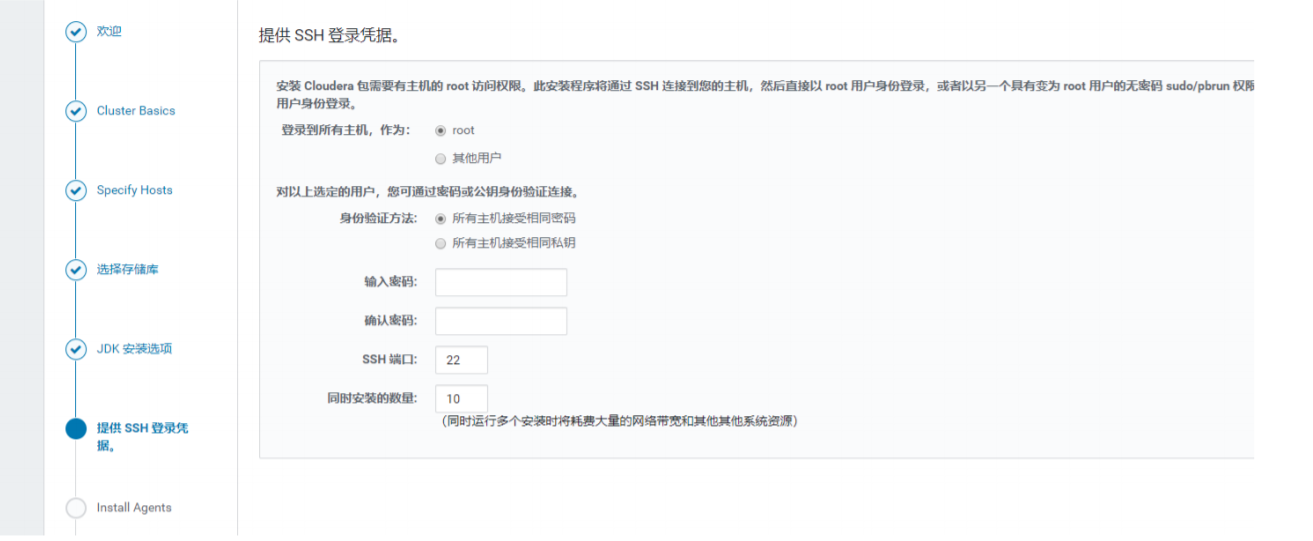 欢迎
Cluster Basics
Specify Hosts
选择存储库
JDK 安装选项
提供 SSH 登录凭
据。
Install Agents
提供 SSH 登录凭据。
安装 Cloudera 包需要有主机的 root 访问权限。此安装程序将通过 SSH 连接到您的主机，然后直接以 root 用户身份登录，或者以另一个具有变为 root 用户的无密码 sudo/pbrun 权限
用户身份登录。
登录到所有主机，作为： root
其他用户
对以上选定的用户，您可通过密码或公钥身份验证连接。
身份验证方法: 所有主机接受相同密码
所有主机接受相同私钥
输入密码:
确认密码:
SSH 端口: 22
同时安装的数量: 10
（同时运行多个安装时将耗费大量的网络带宽和其他其他系统资源）